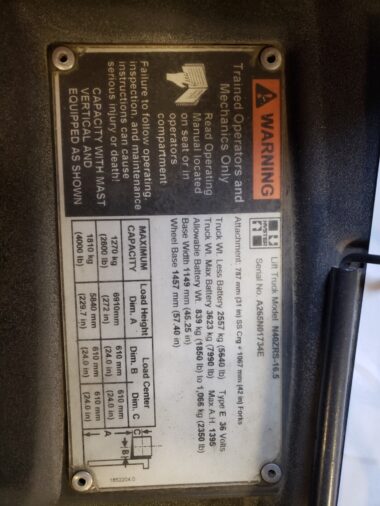 WARNING
Trained Operators and
Mechanics Only
Read Operating
Manual located
on seat or in
operators
compartment
Failure to follow operating,
inspection, and maintenance
instructions can cause
serious injury or death!
CAPACITY WITH MAST
VERTICAL AND
EQUIPPED AS SHOWN
Lift Truck Model N40ZRS-16.5
Serial No. A265N01734E
Attachment: 787 mm (31 in) SS Crg + 1067 mm (42 in) Forks
Truck Wt. Less Battery 2557 kg (5640 lb) Type E 36 Volts
Truck Wt. Max Battery 3623 kg (7990 lb) Max A.H. 1395
Allowable Battery Wt. 839 kg (1850 lb) to 1,066 kg (2350 lb)
Base Width 1149 mm (45.25 in)
Wheel Base 1457 mm (57.40 in)
MAXIMUM CAPACITY Load Height Dim. A Load Center Dim. B Dim. C
1270 kg 6910mm 610 mm 610 mm
(2800 lb) (272 in) (24.0 in) (24.0 in)
1810 kg 5840 mm 610 mm 610 mm
(4000 lb) (229.7 in) (24.0 in) (24.0 in)
C
B
A
1852204.0